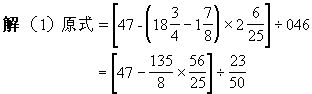 解 (1) 原式 = [47 - (18 3/4 - 1 7/8) × 2 6/25] ÷ 046
= [47 - 135/8 × 56/25] ÷ 23/50